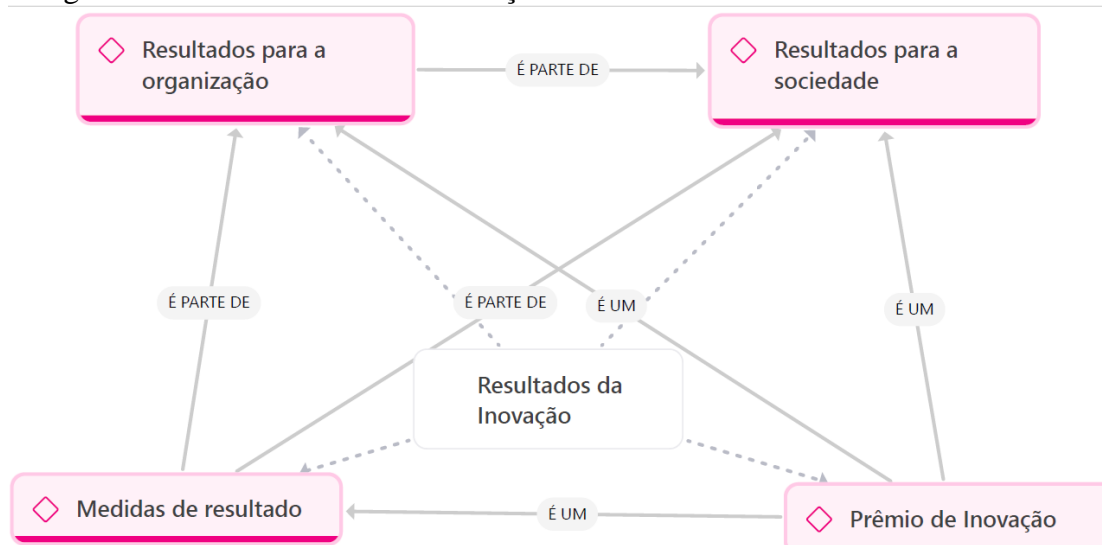 Resultados para a
organização
É PARTE DE
Resultados para a
sociedade
É PARTE DE
É PARTE DE
É UM
É UM
Resultados da
Inovação
Medidas de resultado
É UM
Prêmio de Inovação